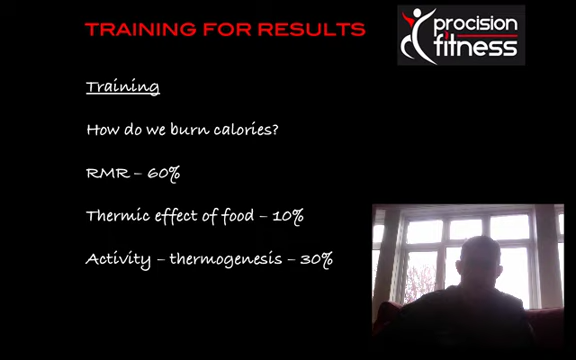 TRAINING FOR RESULTS
procision
fitness
Training
How do we burn calories?
RMR – 60%
Thermic effect of food – 10%
Activity – thermogenesis – 30%